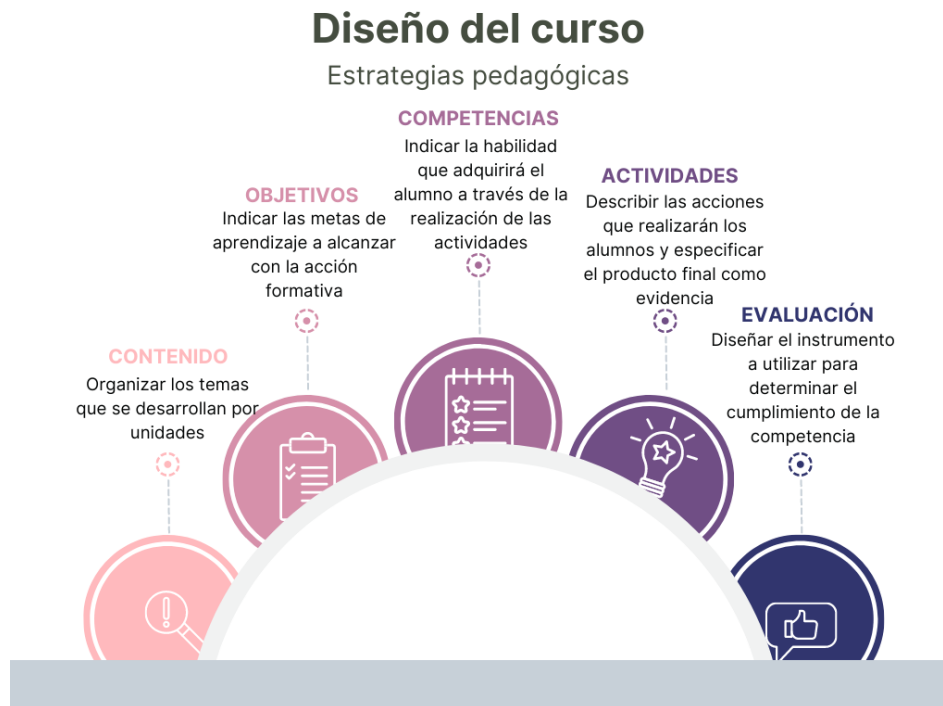 Diseño del curso
Estrategias pedagógicas
CONTENIDO
Organizar los temas
que se desarrollan por
unidades
OBJETIVOS
Indicar las metas de
aprendizaje a alcanzar
con la acción
formativa
COMPETENCIAS
Indicar la habilidad
que adquirirá el
alumno a través de la
realización de las
actividades
ACTIVIDADES
Describir las acciones
que realizarán los
alumnos y especificar
el producto final como
evidencia
EVALUACIÓN
Diseñar el instrumento
a utilizar para
determinar el
cumplimiento de la
competencia